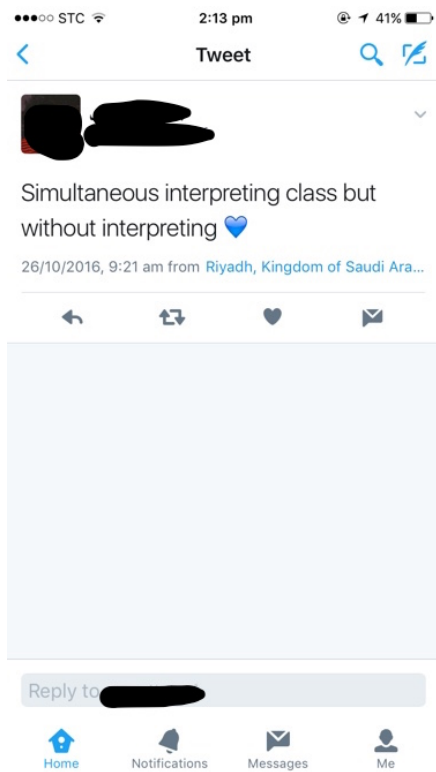 STC 2:13 pm 41%
Tweet
Simultaneous interpreting class but
without interpreting 💙
26/10/2016, 9:21 am from Riyadh, Kingdom of Saudi Ara...
Reply to
Home Notifications Messages Me